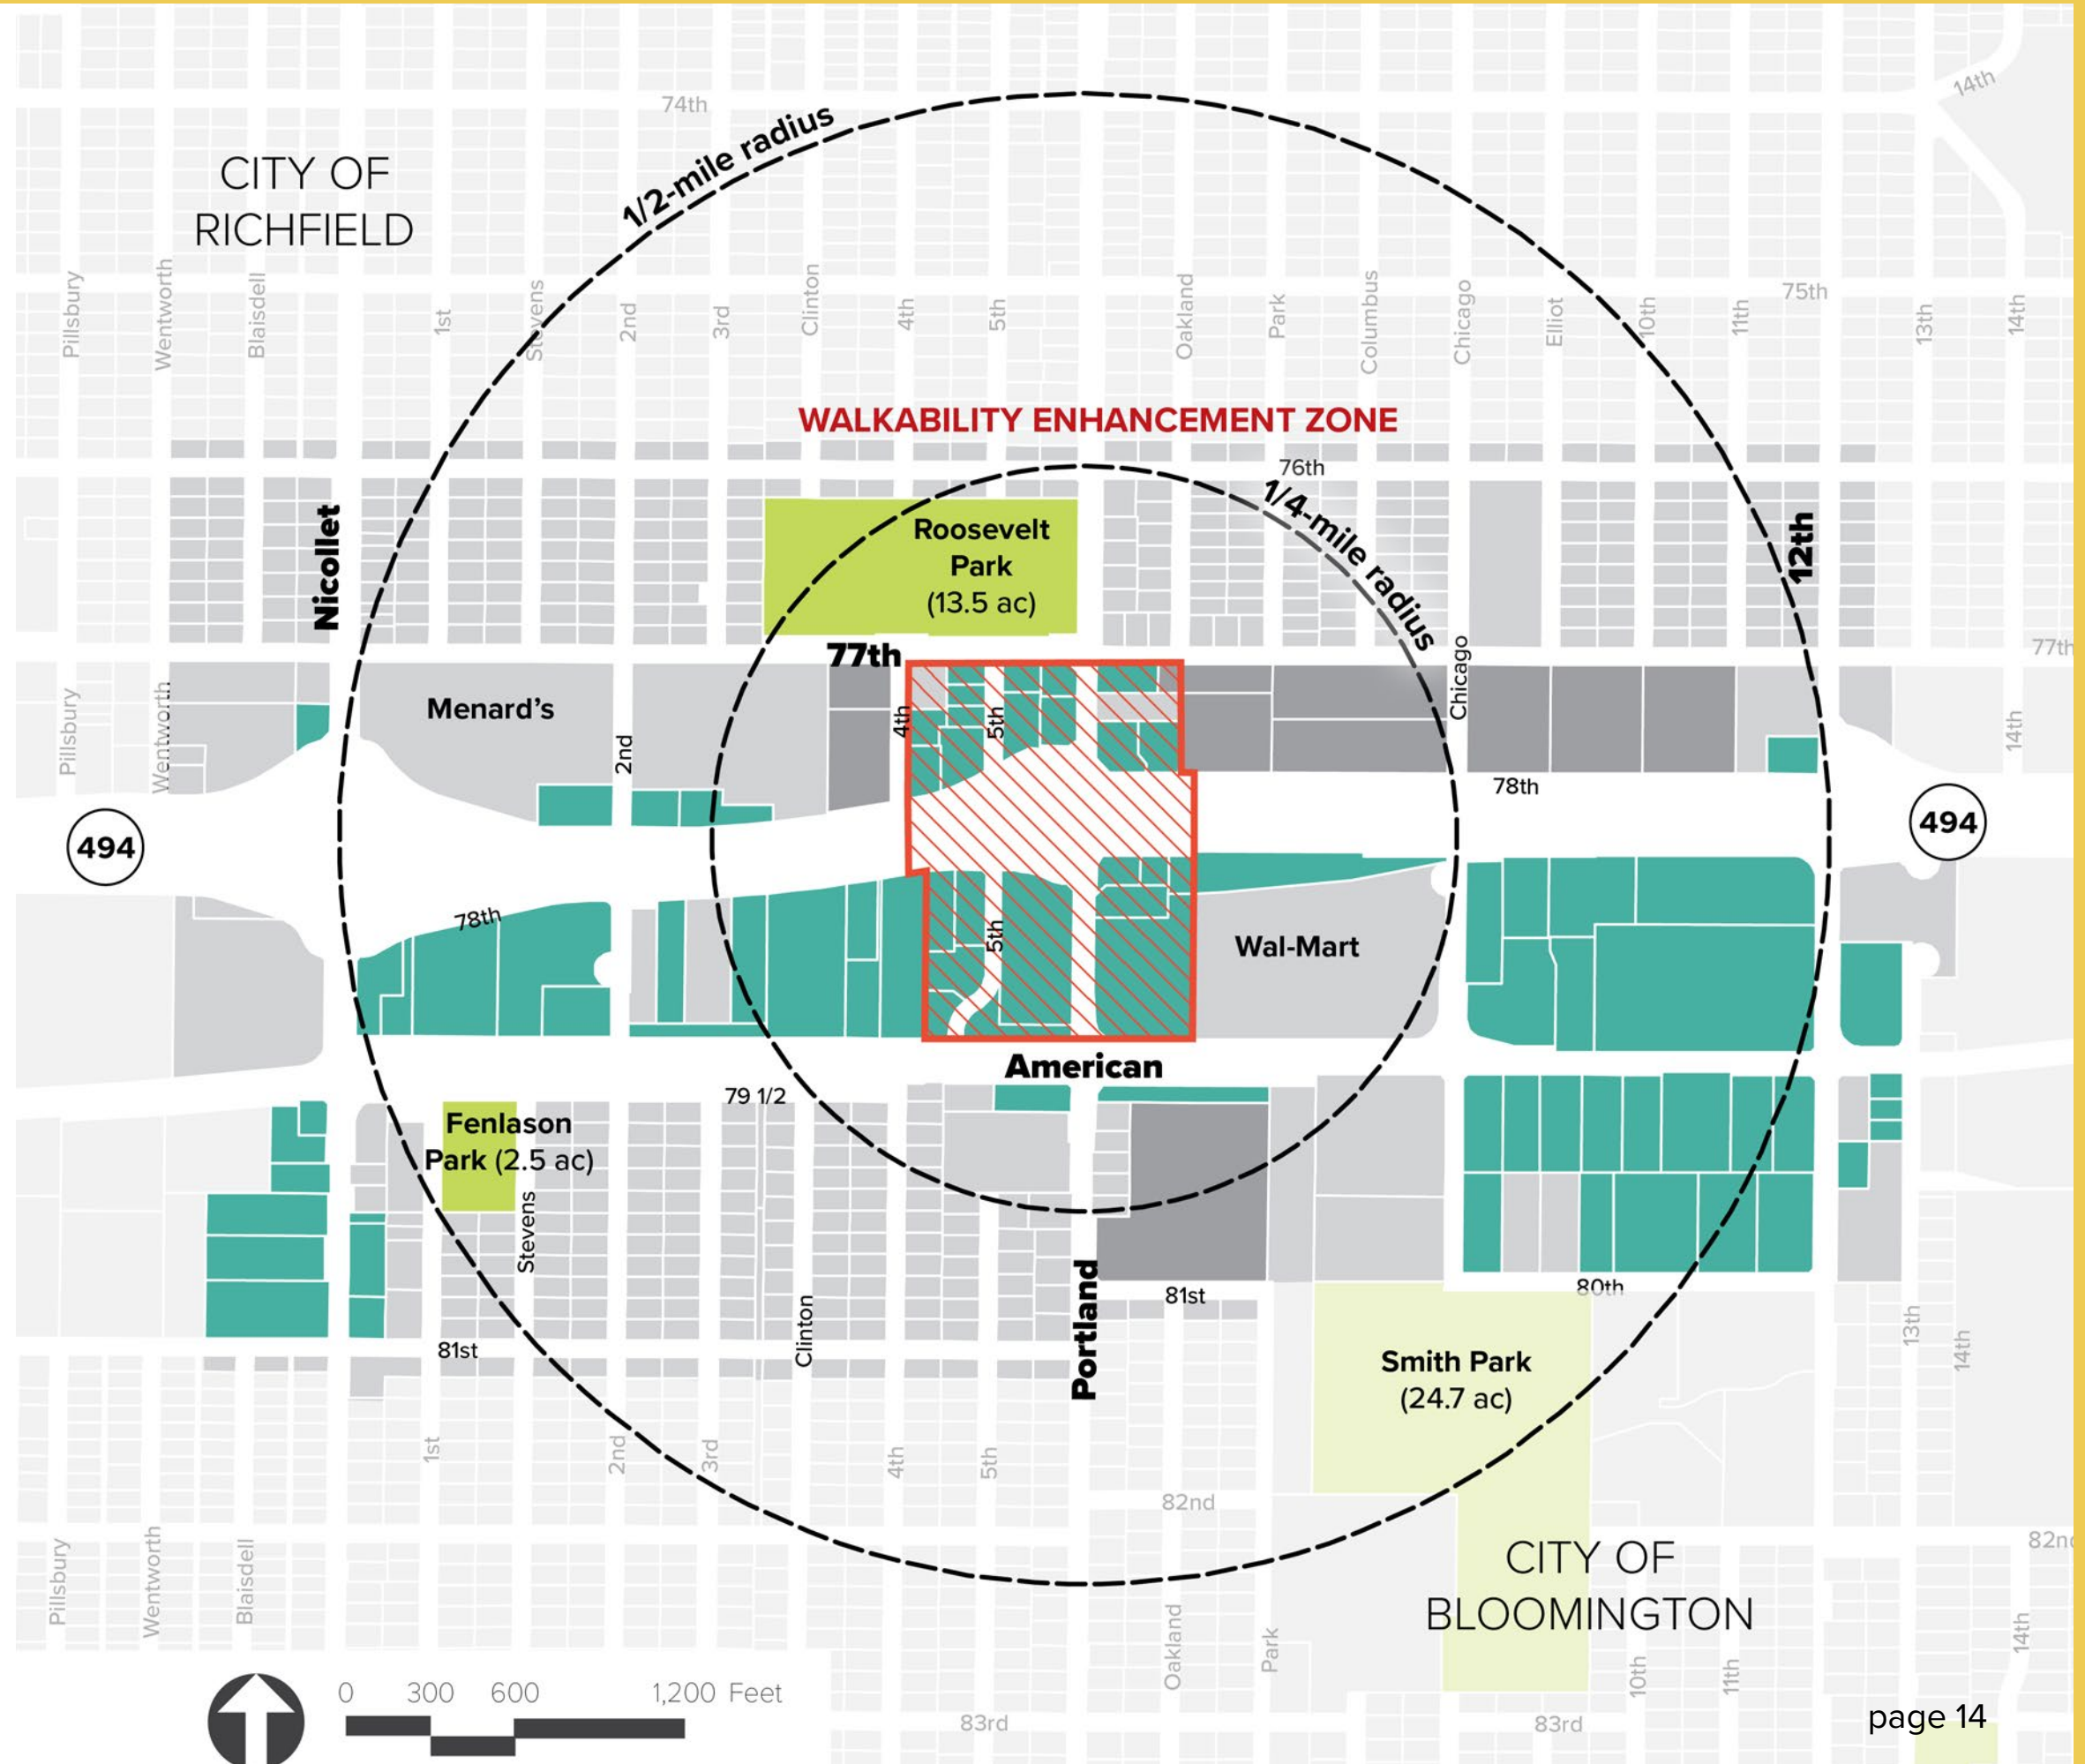 14th
74th
1/2-mile radius
CITY OF
RICHFIELD
Pillsbury
Wentworth
Blaisdell
1st
Stevens
2nd
3rd
Clinton
4th
5th
Oakland
Park
Columbus
Chicago
Elliot
10th
11th
75th
13th
14th
WALKABILITY ENHANCEMENT ZONE
76th
1/4-mile radius
Nicollet
Roosevelt
Park
(13.5 ac)
12th
77th
77th
Pillsbury
Wentworth
Menard's
2nd
4th
5th
Chicago
14th
78th
494
494
78th
5th
Wal-Mart
American
79 1/2
Fenlason
Park (2.5 ac)
Stevens
Clinton
Portland
81st
80th
81st
Smith Park
(24.7 ac)
13th
14th
1st
2nd
3rd
4th
5th
82nd
82nd
Pillsbury
Wentworth
Blaisdell
CITY OF
BLOOMINGTON
Oakland
Park
10th
11th
14th
0 300 600 1,200 Feet
83rd
83rd
page 14